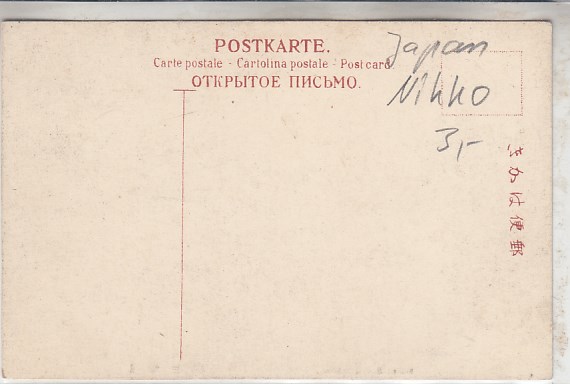 POSTKARTE.
Carte postale - Cartolina postale - Post card
ОТКРЫТОЕ ПИСЬМО.
Japan
Nikko
3,-
きかは便郵